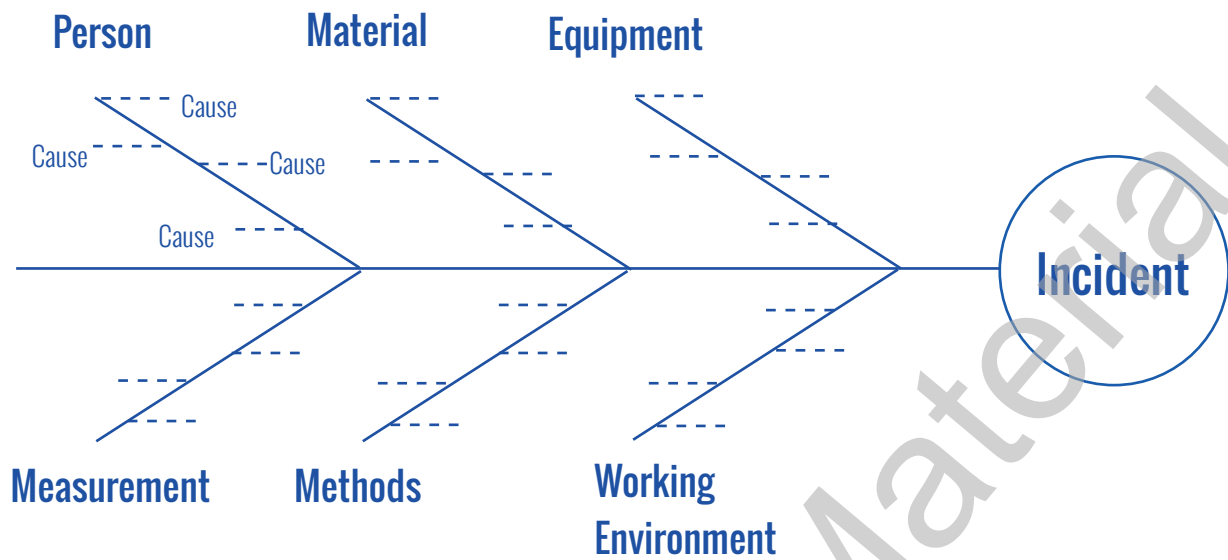 Person
Material
Equipment
Cause
Cause
Cause
Cause
Incident
Measurement
Methods
Working
Environment
Material